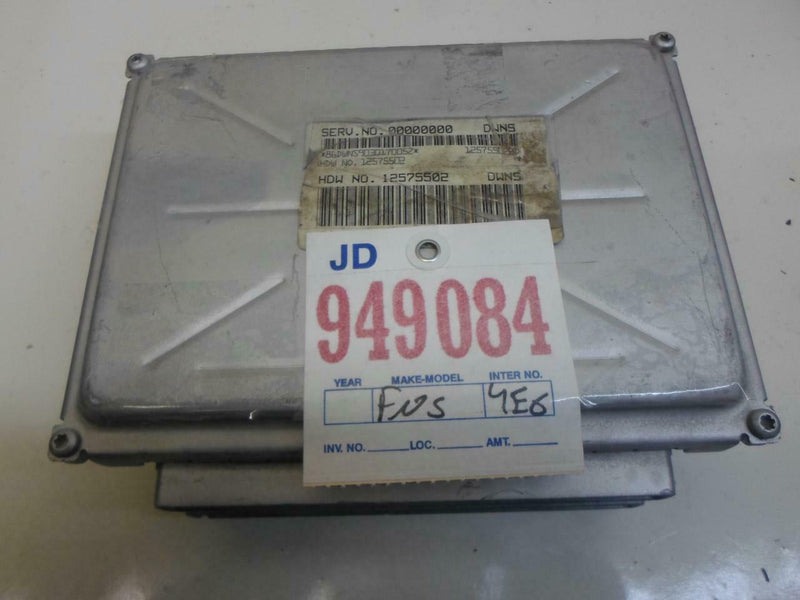 SERV.NO. 00000000 DWNS
HDW NO. 12575502
HDW NO. 12575502 DWNS
JD
949084
YEAR MAKE-MODEL INTER NO.
4E6
INV. NO. LOC. AMT.